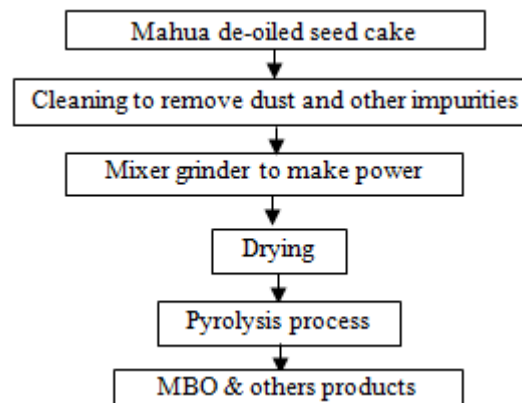 Mahua de-oiled seed cake
Cleaning to remove dust and other impurities
Mixer grinder to make power
Drying
Pyrolysis process
MBO & others products